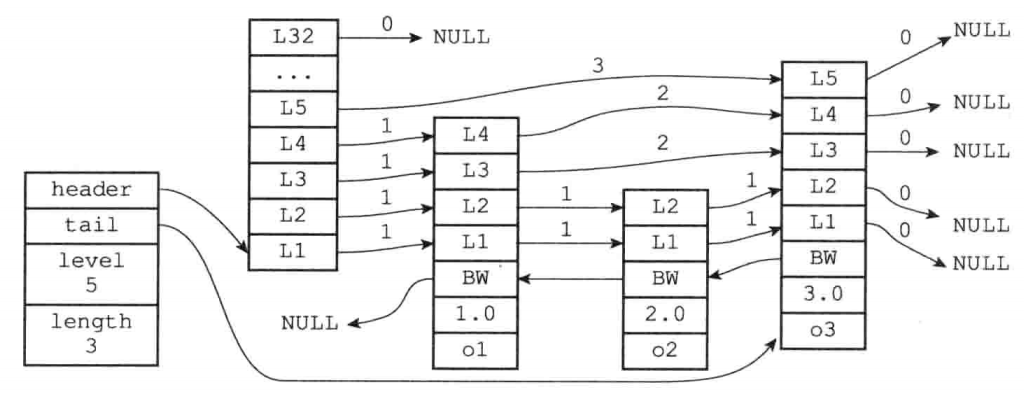 header
tail
level
5
length
3
L32
...
L5
L4
L3
L2
L1
0
NULL
3
1
1
1
1
L4
L3
L2
L1
BW
1.0
o1
NULL
2
2
1
1
L2
L1
BW
2.0
o2
1
1
L5
L4
L3
L2
L1
BW
3.0
o3
0
NULL
0
NULL
0
NULL
0
NULL
0
NULL